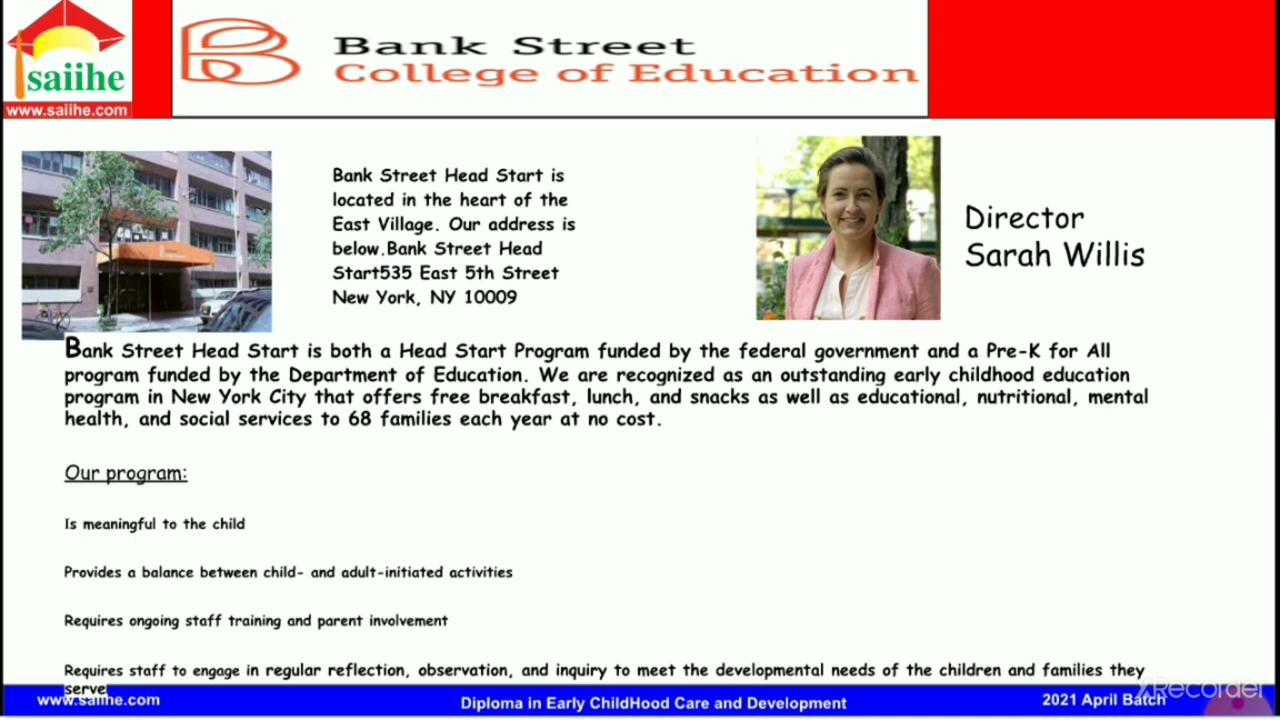 saiihe
www.saiihe.com
Bank Street
College of Education
Bank Street Head Start is
located in the heart of the
East Village. Our address is
below.Bank Street Head
Start535 East 5th Street
New York, NY 10009
Director
Sarah Willis
Bank Street Head Start is both a Head Start Program funded by the federal government and a Pre-K for All
program funded by the Department of Education. We are recognized as an outstanding early childhood education
program in New York City that offers free breakfast, lunch, and snacks as well as educational, nutritional, mental
health, and social services to 68 families each year at no cost.
Our program:
Is meaningful to the child
Provides a balance between child- and adult-initiated activities
Requires ongoing staff training and parent involvement
Requires staff to engage in regular reflection, observation, and inquiry to meet the developmental needs of the children and families they
serve
www.saiihe.com
Diploma in Early ChildHood Care and Development
2021 April Batch
XRecorder